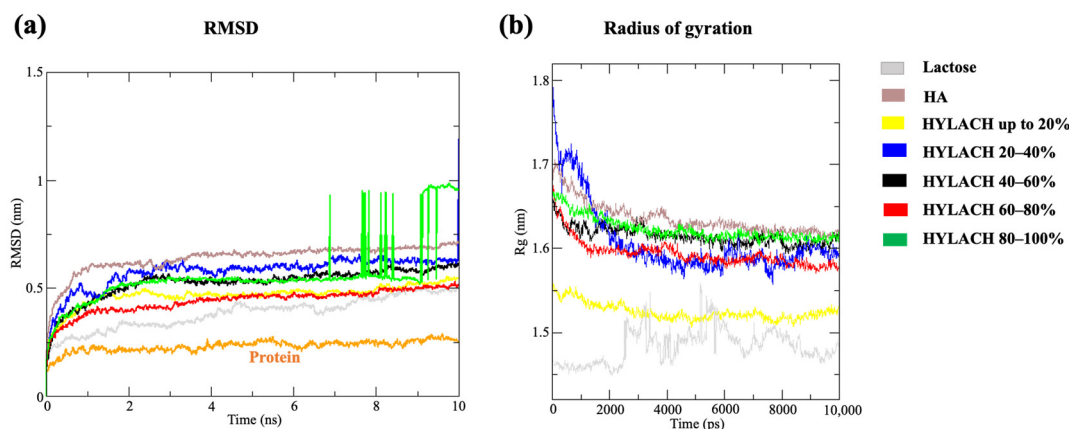 (a)
RMSD
1.5
1
0.5
0
RMSD (nm)
Protein
0
2
4
6
8
10
Time (ns)
(b)
Radius of gyration
1.8
1.7
1.6
1.5
1.4
Rg (nm)
0
2000
4000
6000
8000
10,000
Time (ps)
Lactose
HA
HYLACH up to 20%
HYLACH 20–40%
HYLACH 40–60%
HYLACH 60–80%
HYLACH 80–100%